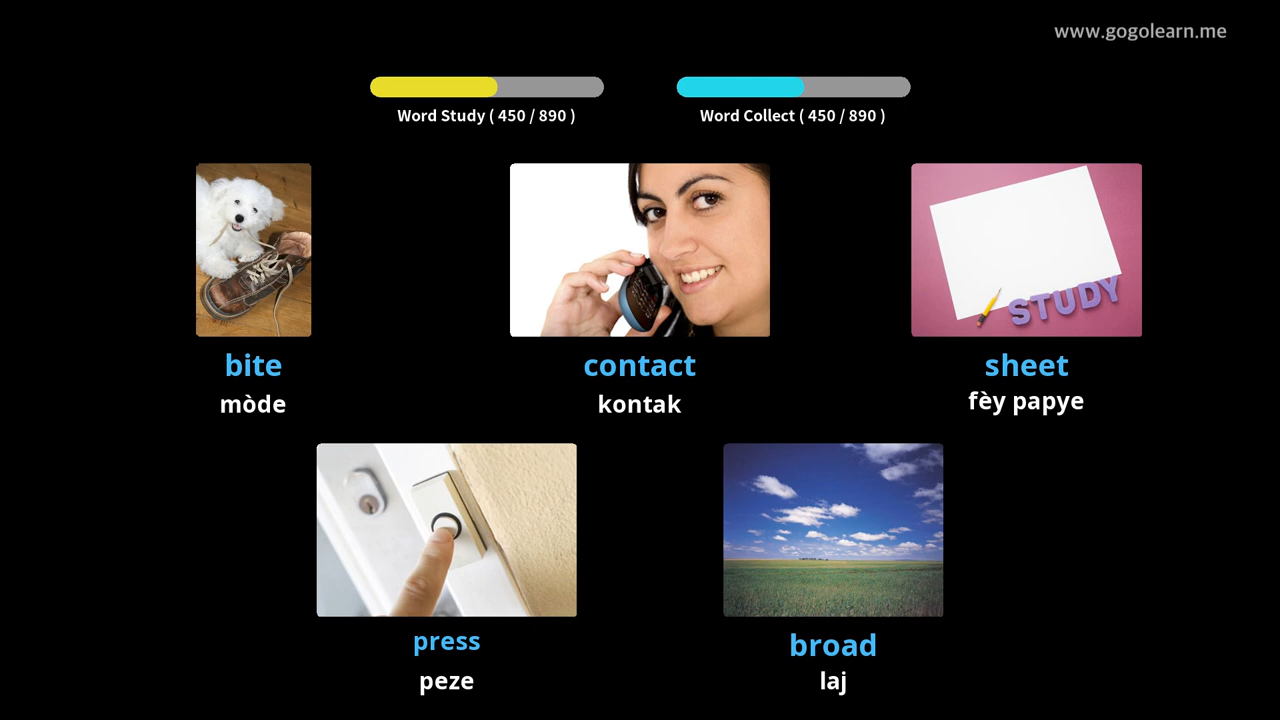 www.gogolearn.me
Word Study ( 450 / 890 )
Word Collect ( 450 / 890 )
STUDY
bite
mòde
contact
kontak
sheet
fèy papye
press
peze
broad
laj